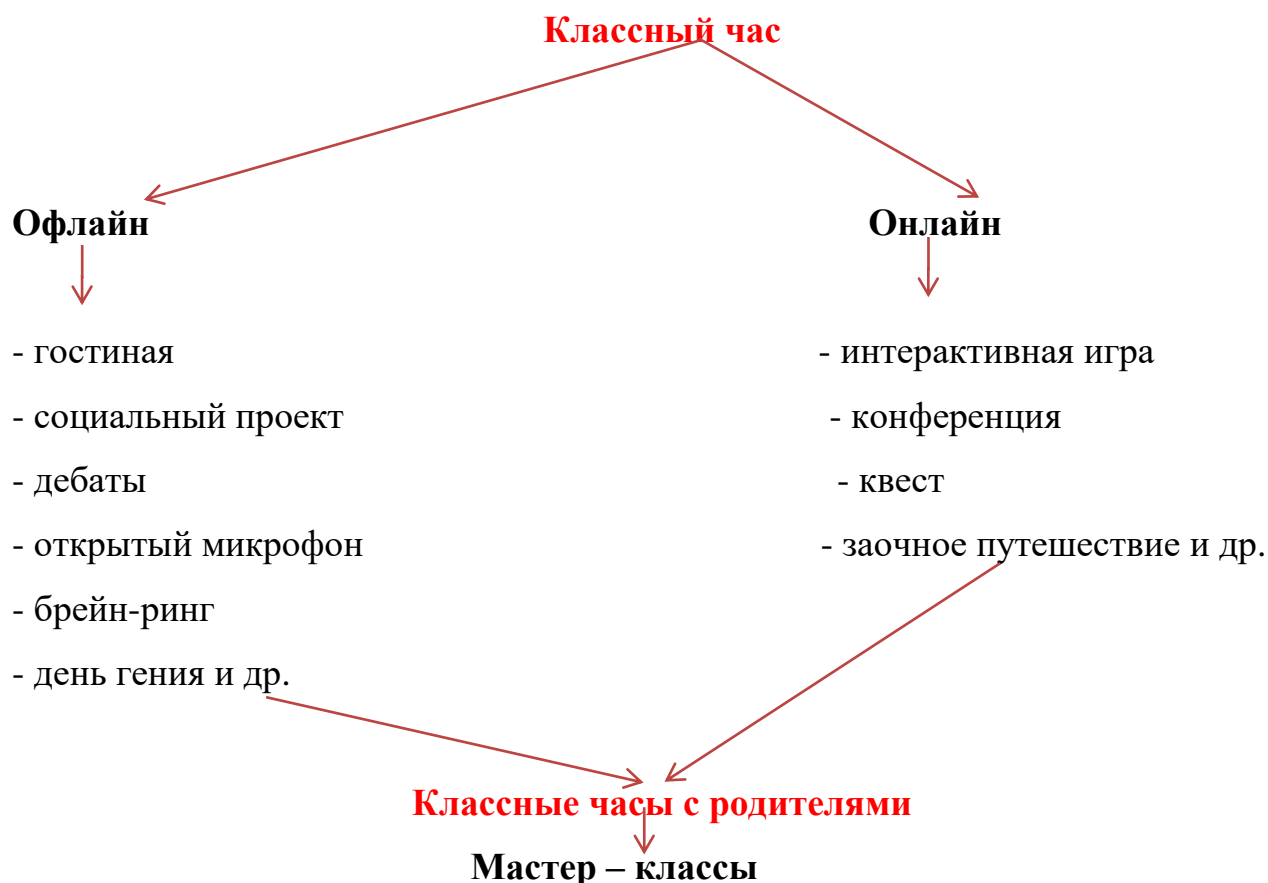 Классный час
Офлайн
Онлайн
- гостиная
- социальный проект
- дебаты
- открытый микрофон
- брейн-ринг
- день гения и др.
- интерактивная игра
- конференция
- квест
- заочное путешествие и др.
Классные часы с родителями
Мастер – классы